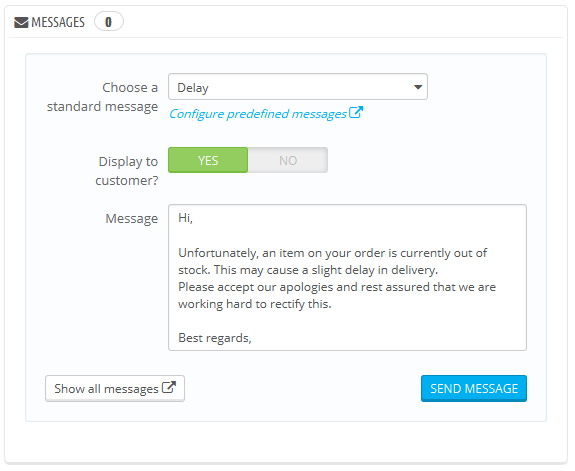 MESSAGES 0
Choose a
standard message
Delay
Configure predefined messages
Display to
customer?
YES NO
Message
Hi,
Unfortunately, an item on your order is currently out of
stock. This may cause a slight delay in delivery.
Please accept our apologies and rest assured that we are
working hard to rectify this.
Best regards,
Show all messages
SEND MESSAGE